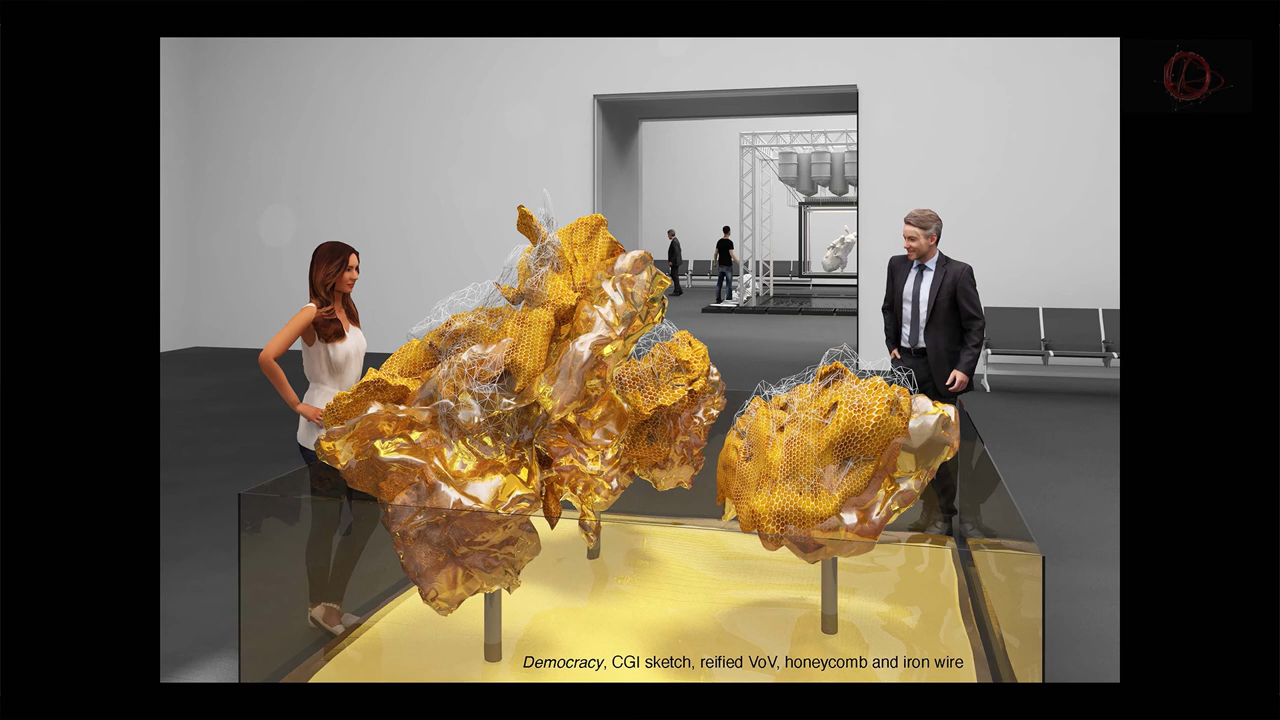 Democracy, CGI sketch, reified VoV, honeycomb and iron wire